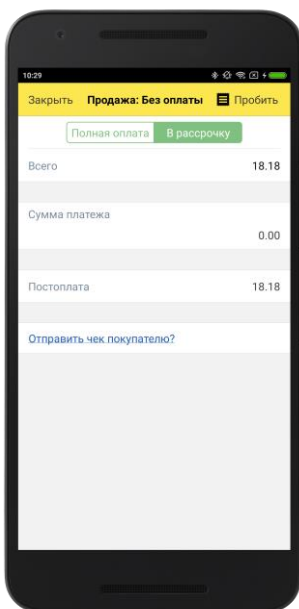 10:29
Закрыть Продажа: Без оплаты Пробить
Полная оплата В рассрочку
Всего 18.18
Сумма платежа
0.00
Постоплата 18.18
Отправить чек покупателю?